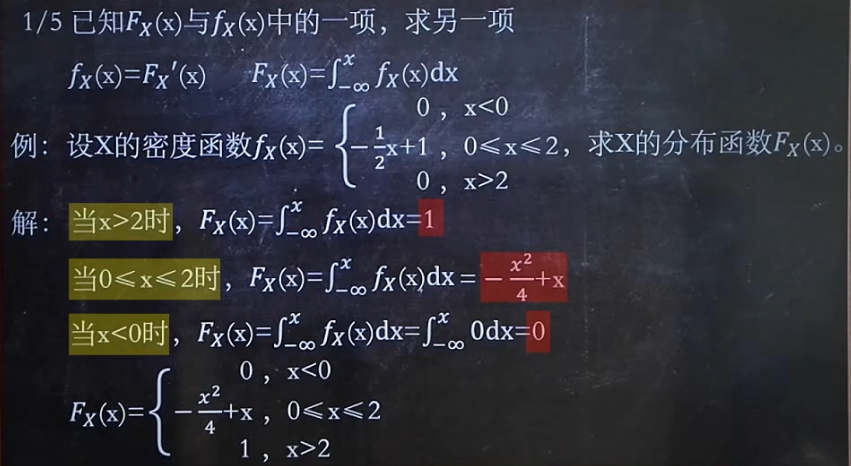 1/5 已知F_X(x)与f_X(x)中的一项，求另一项
f_X(x)=F_X′(x)  F_X(x)=∫_{-∞}^{x} f_X(x)dx
0 ，x<0
例：设X的密度函数f_X(x)= { -1/2x+1 ，0⩽x⩽2，求X的分布函数F_X(x)。
0 ，x>2
解：当x>2时，F_X(x)=∫_{-∞}^{x} f_X(x)dx=1
当0⩽x⩽2时，F_X(x)=∫_{-∞}^{x} f_X(x)dx=-x²/4+x
当x<0时，F_X(x)=∫_{-∞}^{x} f_X(x)dx=∫_{-∞}^{x} 0dx=0
0 ，x<0
F_X(x)= { -x²/4+x ，0⩽x⩽2
1 ，x>2